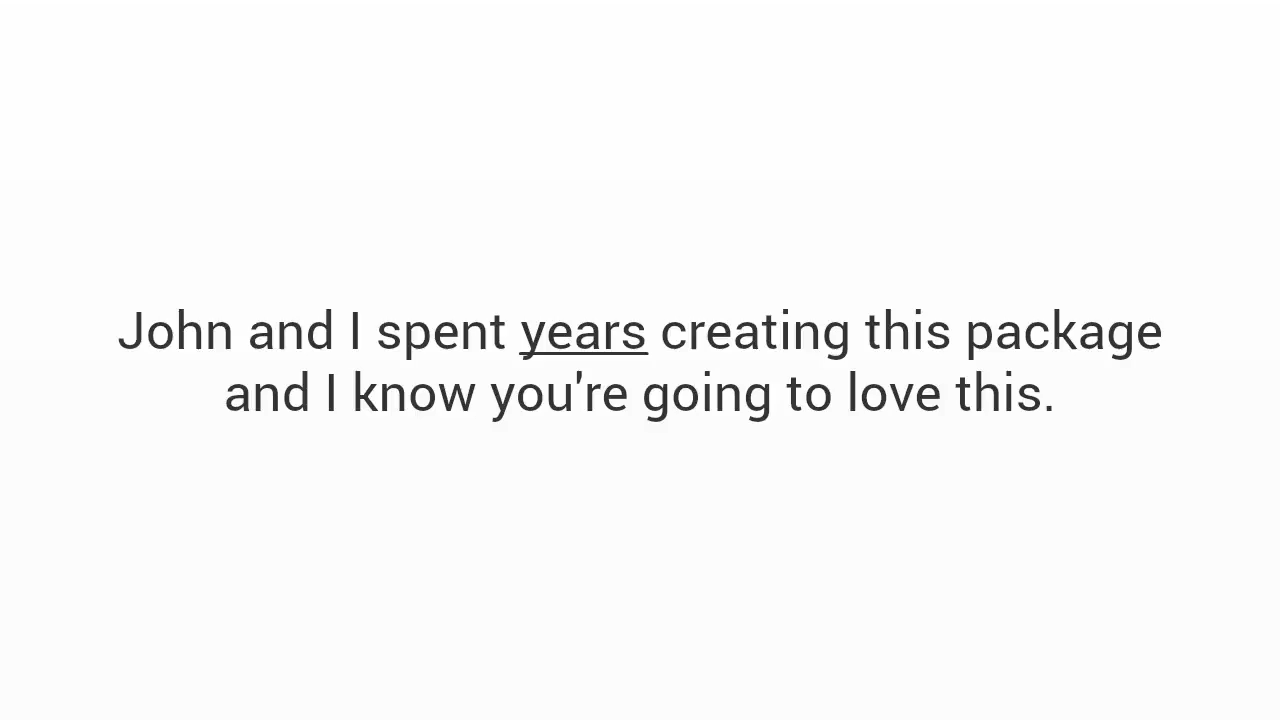 John and I spent years creating this package
and I know you're going to love this.